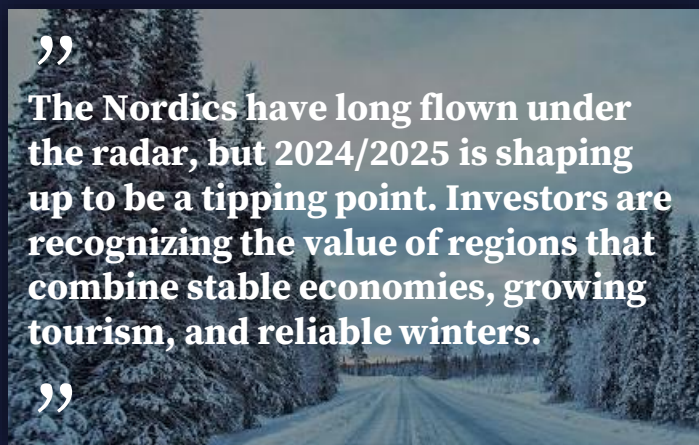 ”
The Nordics have long flown under
the radar, but 2024/2025 is shaping
up to be a tipping point. Investors are
recognizing the value of regions that
combine stable economies, growing
tourism, and reliable winters.
”